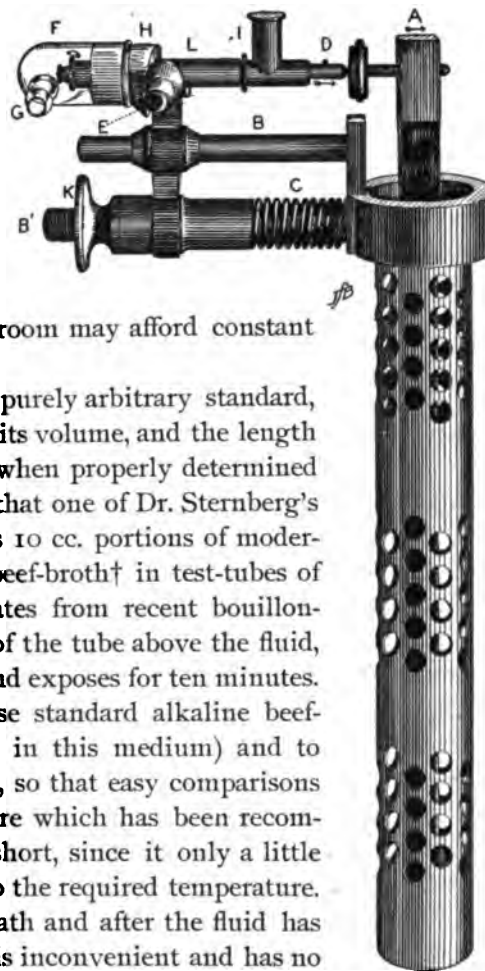 A
F H L I D
G
E
B
K C
B'
JfB
room may afford constant
purely arbitrary standard,
its volume, and the length
when properly determined
that one of Dr. Sternberg's
10 cc. portions of moder-
beef-broth† in test-tubes of
ates from recent bouillon-
of the tube above the fluid,
nd exposes for ten minutes.
se standard alkaline beef-
in this medium) and to
, so that easy comparisons
re which has been recom-
short, since it only a little
o the required temperature.
ath and after the fluid has
s inconvenient and has no